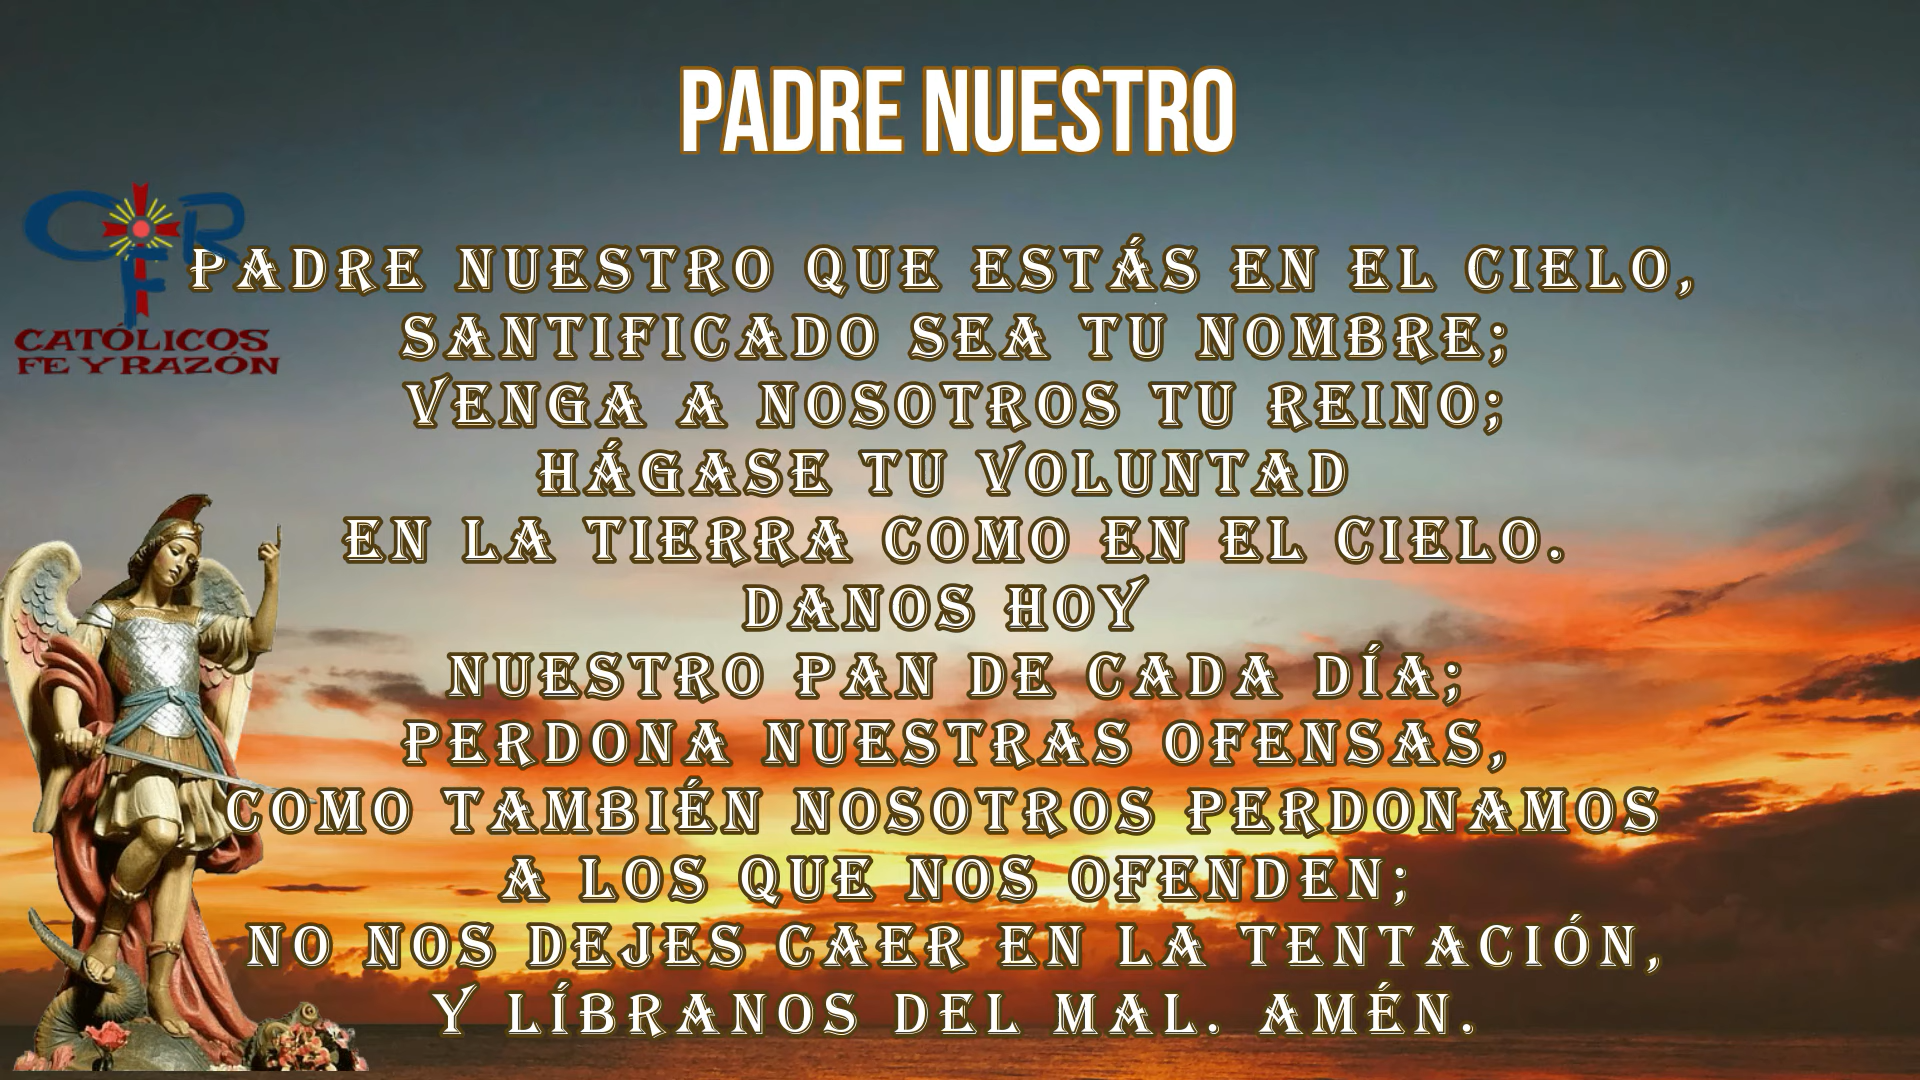 PADRE NUESTRO
CFR
CATÓLICOS
FE Y RAZÓN
PADRE NUESTRO QUE ESTÁS EN EL CIELO,
SANTIFICADO SEA TU NOMBRE;
VENGA A NOSOTROS TU REINO;
HÁGASE TU VOLUNTAD
EN LA TIERRA COMO EN EL CIELO.
DANOS HOY
NUESTRO PAN DE CADA DÍA;
PERDONA NUESTRAS OFENSAS,
COMO TAMBIÉN NOSOTROS PERDONAMOS
A LOS QUE NOS OFENDEN;
NO NOS DEJES CAER EN LA TENTACIÓN,
Y LÍBRANOS DEL MAL. AMÉN.